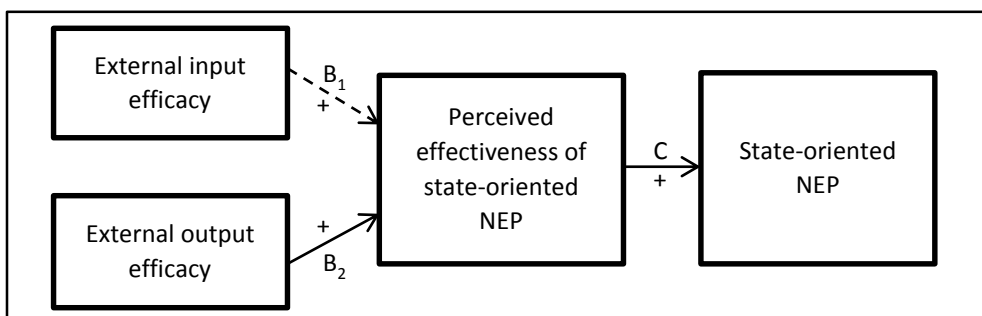 External input
efficacy
B₁
+
Perceived
effectiveness of
state-oriented
NEP
C
+
State-oriented
NEP
External output
efficacy
+
B₂